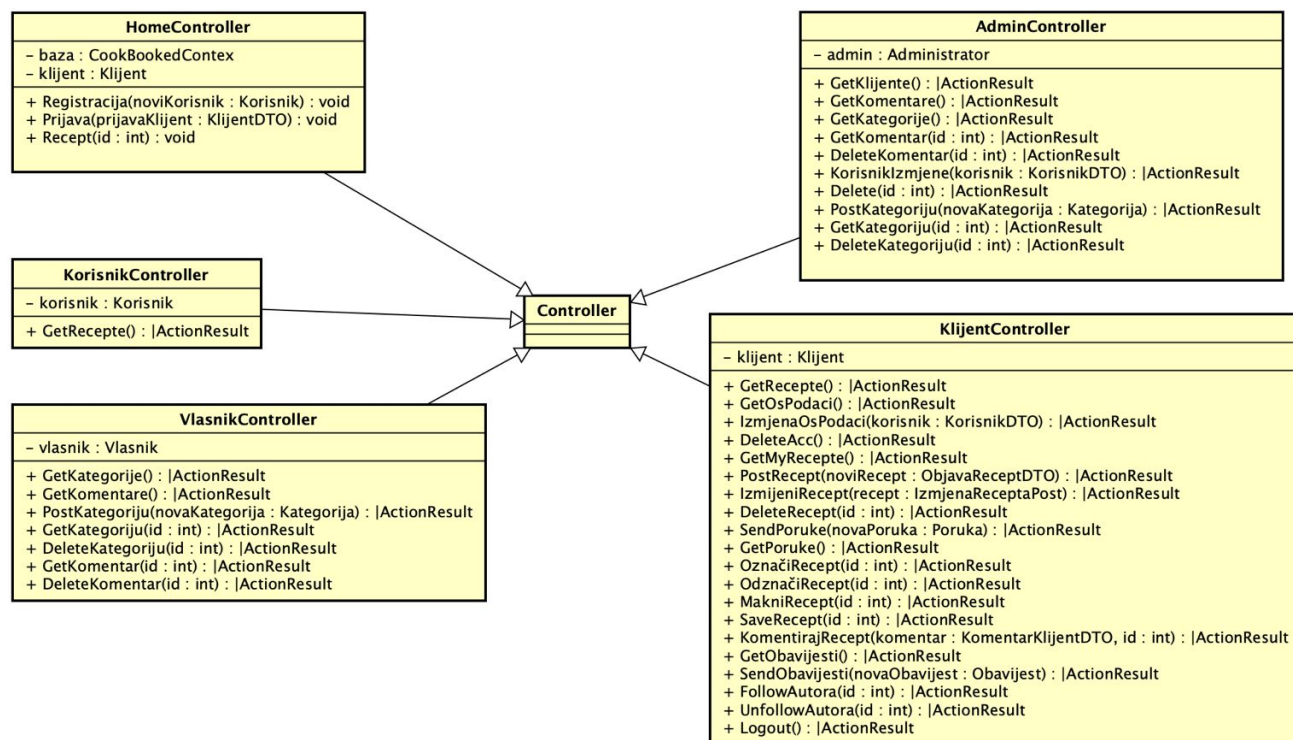 HomeController
- baza : CookBookedContex
- klijent : Klijent
+ Registracija(noviKorisnik : Korisnik) : void
+ Prijava(prijavaKlijent : KlijentDTO) : void
+ Recept(id : int) : void
AdminController
- admin : Administrator
+ GetKlijente() : |ActionResult
+ GetKomentare() : |ActionResult
+ GetKategorije() : |ActionResult
+ GetKomentar(id : int) : |ActionResult
+ DeleteKomentar(id : int) : |ActionResult
+ KorisnikIzmjene(korisnik : KorisnikDTO) : |ActionResult
+ Delete(id : int) : |ActionResult
+ PostKategoriju(novaKategorija : Kategorija) : |ActionResult
+ GetKategoriju(id : int) : |ActionResult
+ DeleteKategoriju(id : int) : |ActionResult
KorisnikController
- korisnik : Korisnik
+ GetRecepte() : |ActionResult
Controller
VlasnikController
- vlasnik : Vlasnik
+ GetKategorije() : |ActionResult
+ GetKomentare() : |ActionResult
+ PostKategoriju(novaKategorija : Kategorija) : |ActionResult
+ GetKategoriju(id : int) : |ActionResult
+ DeleteKategoriju(id : int) : |ActionResult
+ GetKomentar(id : int) : |ActionResult
+ DeleteKomentar(id : int) : |ActionResult
KlijentController
- klijent : Klijent
+ GetRecepte() : |ActionResult
+ GetOsPodaci() : |ActionResult
+ IzmjenaOsPodaci(korisnik : KorisnikDTO) : |ActionResult
+ DeleteAcc() : |ActionResult
+ GetMyRecepte() : |ActionResult
+ PostRecept(noviRecept : ObjavaReceptDTO) : |ActionResult
+ IzmijeniRecept(recept : IzmjenaReceptaPost) : |ActionResult
+ DeleteRecept(id : int) : |ActionResult
+ SendPoruke(novaPoruka : Poruka) : |ActionResult
+ GetPoruke() : |ActionResult
+ OznačiRecept(id : int) : |ActionResult
+ OdznačiRecept(id : int) : |ActionResult
+ MakniRecept(id : int) : |ActionResult
+ SaveRecept(id : int) : |ActionResult
+ KomentirajRecept(komentar : KomentarKlijentDTO, id : int) : |ActionResult
+ GetObavijesti() : |ActionResult
+ SendObavijesti(novaObavijest : Obavijest) : |ActionResult
+ FollowAutora(id : int) : |ActionResult
+ UnfollowAutora(id : int) : |ActionResult
+ Logout() : |ActionResult